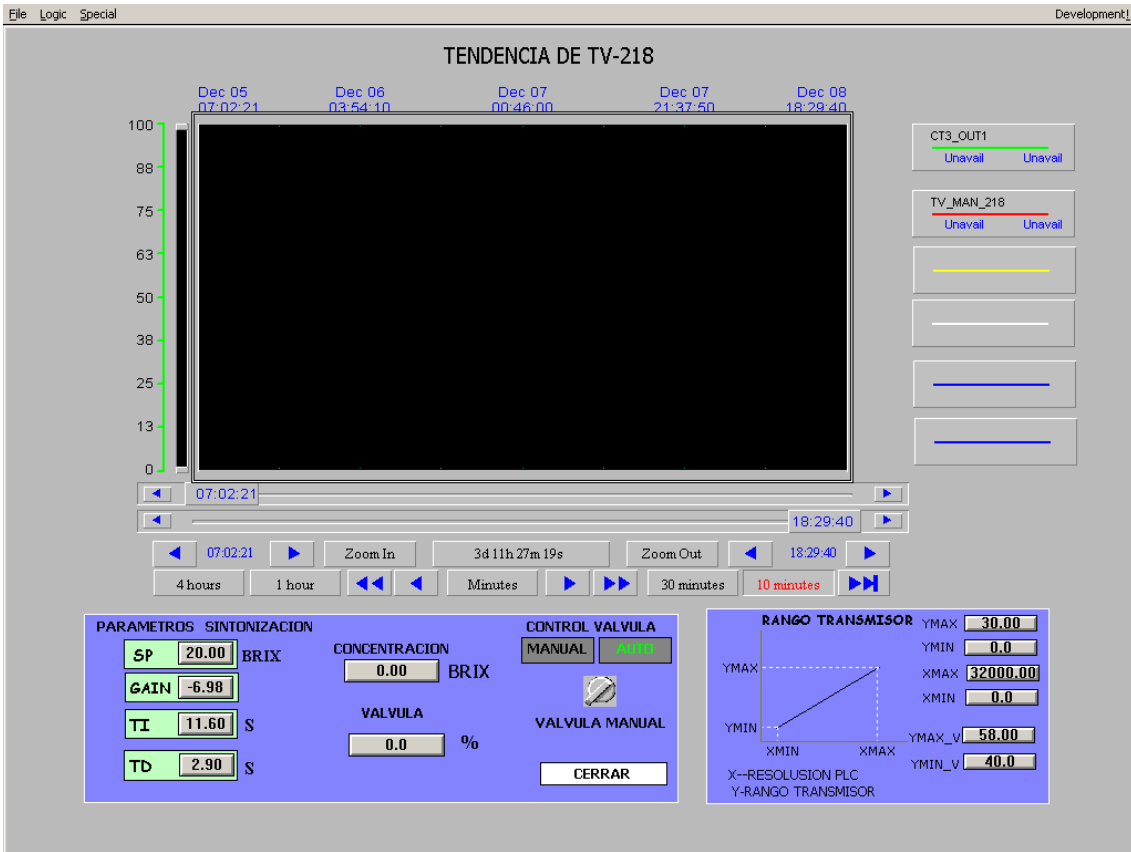 File Logic Special Development!
TENDENCIA DE TV-218
Dec 05 Dec 06 Dec 07 Dec 07 Dec 08
07:02:21 03:54:10 00:46:00 21:37:50 18:29:40
100
88
75
63
50
38
25
13
0
CT3_OUT1
Unavail Unavail
TV_MAN_218
Unavail Unavail
07:02:21
18:29:40
07:02:21 Zoom In 3d 11h 27m 19s Zoom Out 18:29:40
4 hours 1 hour Minutes 30 minutes 10 minutes
PARAMETROS SINTONIZACION
SP 20.00 BRIX
GAIN -6.98
TI 11.60 S
TD 2.90 S
CONCENTRACION
0.00 BRIX
VALVULA
0.0 %
CONTROL VALVULA
MANUAL AUTO
VALVULA MANUAL
CERRAR
RANGO TRANSMISOR
YMAX 30.00
YMIN 0.0
XMAX 32000.00
XMIN 0.0
YMAX_V 58.00
YMIN_V 40.0
YMAX
YMIN
XMIN XMAX
X--RESOLUSION PLC
Y-RANGO TRANSMISOR